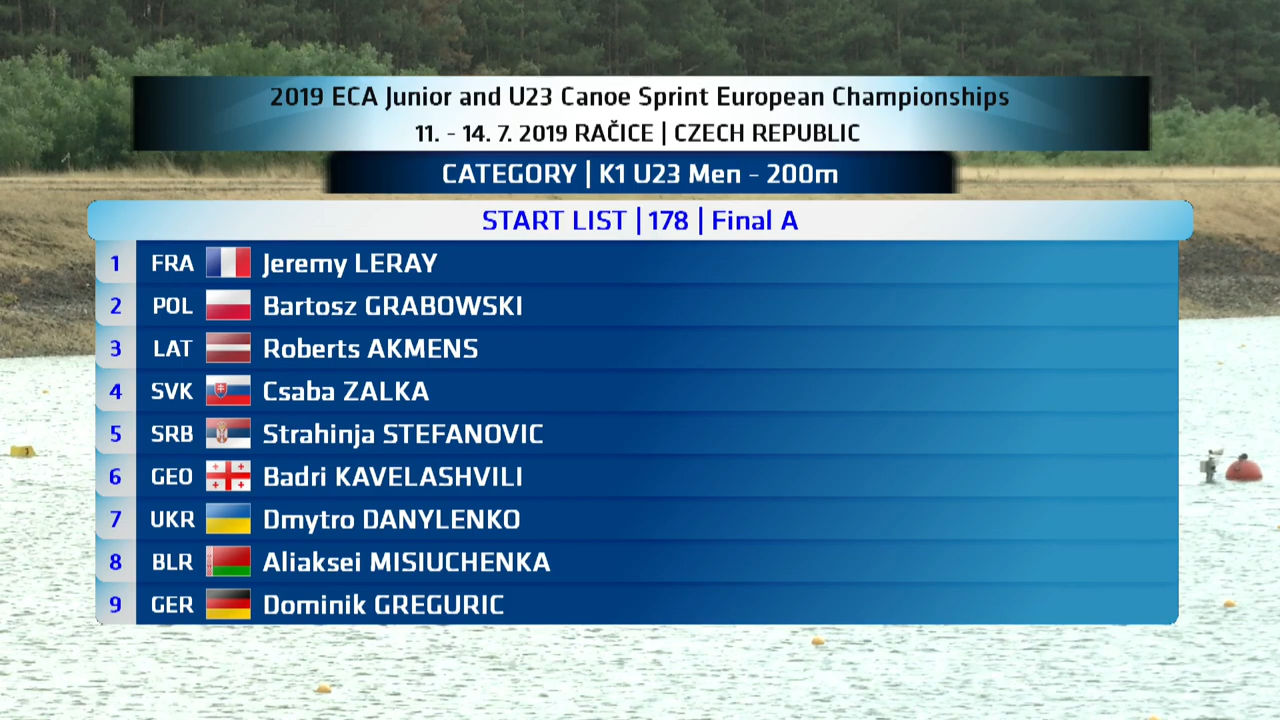 2019 ECA Junior and U23 Canoe Sprint European Championships
11. - 14. 7. 2019 RAČICE | CZECH REPUBLIC
CATEGORY | K1 U23 Men - 200m
START LIST | 178 | Final A
1 FRA Jeremy LERAY
2 POL Bartosz GRABOWSKI
3 LAT Roberts AKMENS
4 SVK Csaba ZALKA
5 SRB Strahinja STEFANOVIC
6 GEO Badri KAVELASHVILI
7 UKR Dmytro DANYLENKO
8 BLR Aliaksei MISIUCHENKA
9 GER Dominik GREGURIC